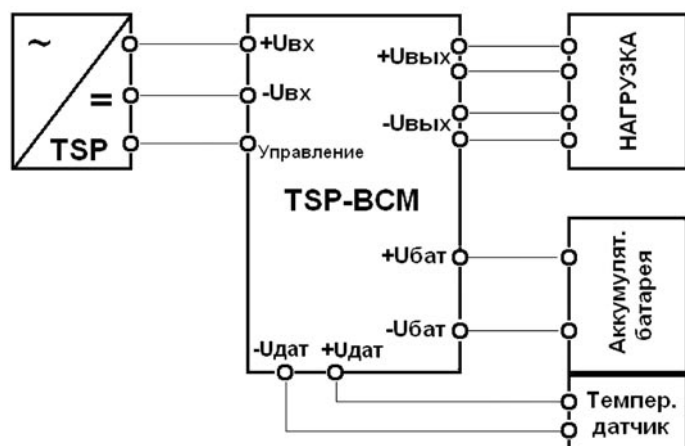 ~
=
TSP
+Uвх
-Uвх
Управление
TSP-BCM
+Uвых
-Uвых
+Uбат
-Uбат
-Uдат +Uдат
НАГРУЗКА
Аккумулят.
батарея
Темпер.
датчик